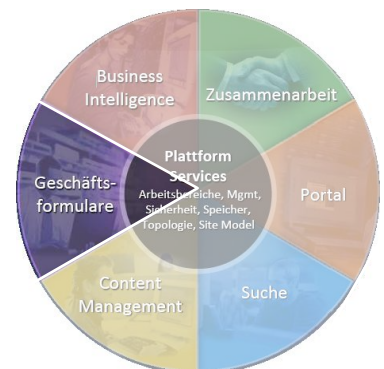 Business
Intelligence
Zusammenarbeit
Geschäfts-
formulare
Plattform
Services
Arbeitsbereiche, Mgmt,
Sicherheit, Speicher,
Topologie, Site Model
Portal
Content
Management
Suche